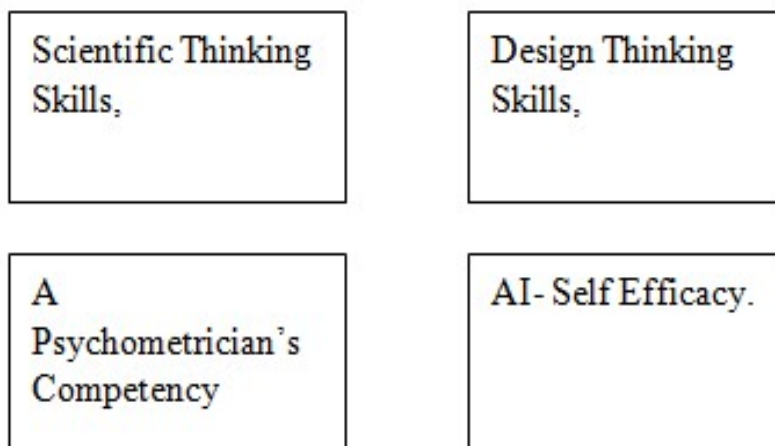 Scientific Thinking
Skills,
Design Thinking
Skills,
A
Psychometrician’s
Competency
AI- Self Efficacy.